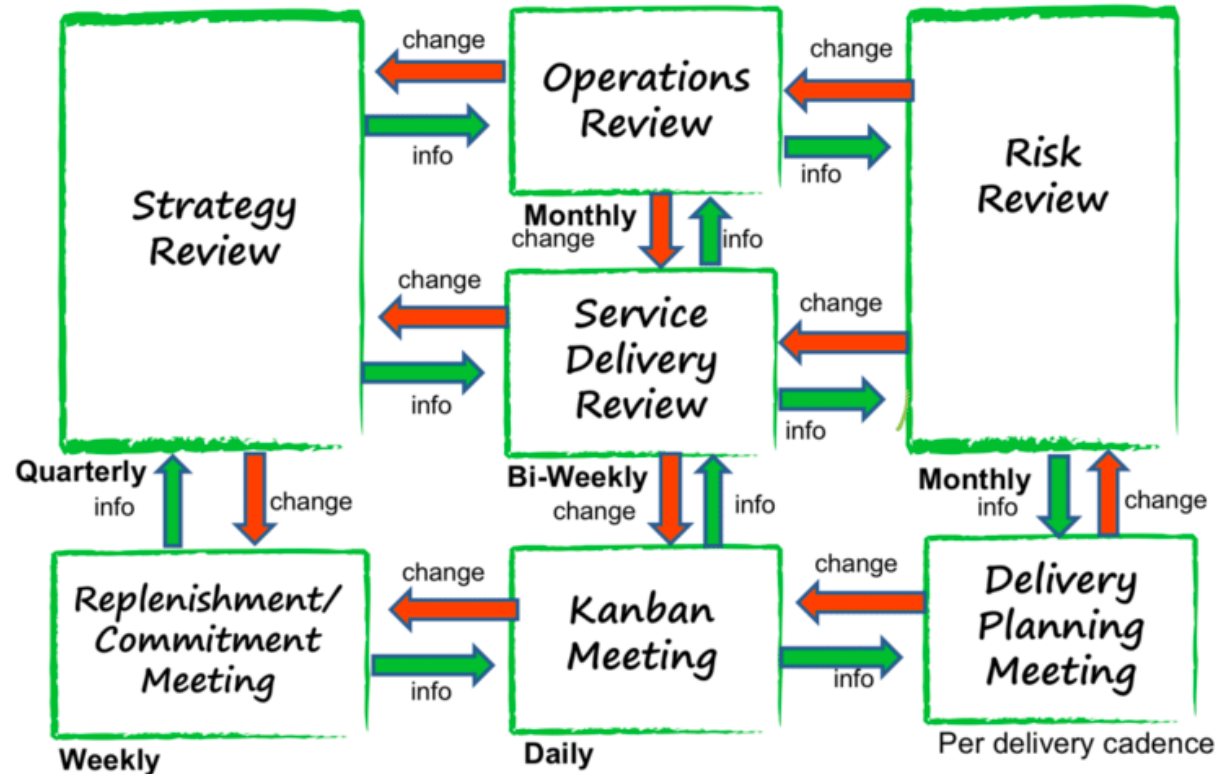 change
Operations
Review
change
info
info
Strategy
Review
Risk
Review
Monthly
change
info
change
Service
Delivery
Review
change
info
info
Quarterly
info
change
Bi-Weekly
change
info
Monthly
info
change
Replenishment/
Commitment
Meeting
change
info
Kanban
Meeting
change
info
Delivery
Planning
Meeting
Weekly
Daily
Per delivery cadence